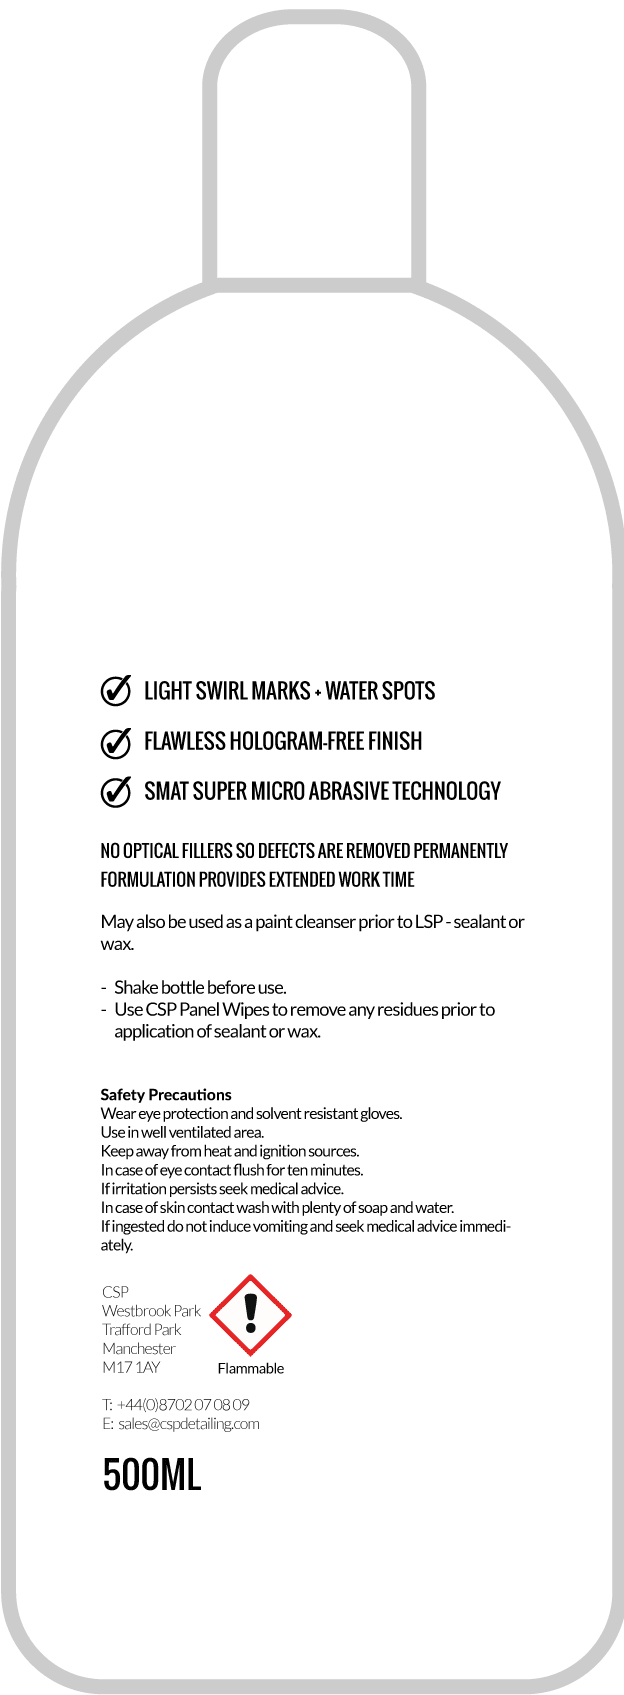 LIGHT SWIRL MARKS + WATER SPOTS
FLAWLESS HOLOGRAM-FREE FINISH
SMAT SUPER MICRO ABRASIVE TECHNOLOGY
NO OPTICAL FILLERS SO DEFECTS ARE REMOVED PERMANENTLY
FORMULATION PROVIDES EXTENDED WORK TIME
May also be used as a paint cleanser prior to LSP - sealant or
wax.
- Shake bottle before use.
- Use CSP Panel Wipes to remove any residues prior to
application of sealant or wax.
Safety Precautions
Wear eye protection and solvent resistant gloves.
Use in well ventilated area.
Keep away from heat and ignition sources.
In case of eye contact flush for ten minutes.
If irritation persists seek medical advice.
In case of skin contact wash with plenty of soap and water.
If ingested do not induce vomiting and seek medical advice immedi-
ately.
CSP
Westbrook Park
Trafford Park
Manchester
M17 1AY
Flammable
T: +44(0)8702 07 08 09
E: sales@cspdetailing.com
500ML